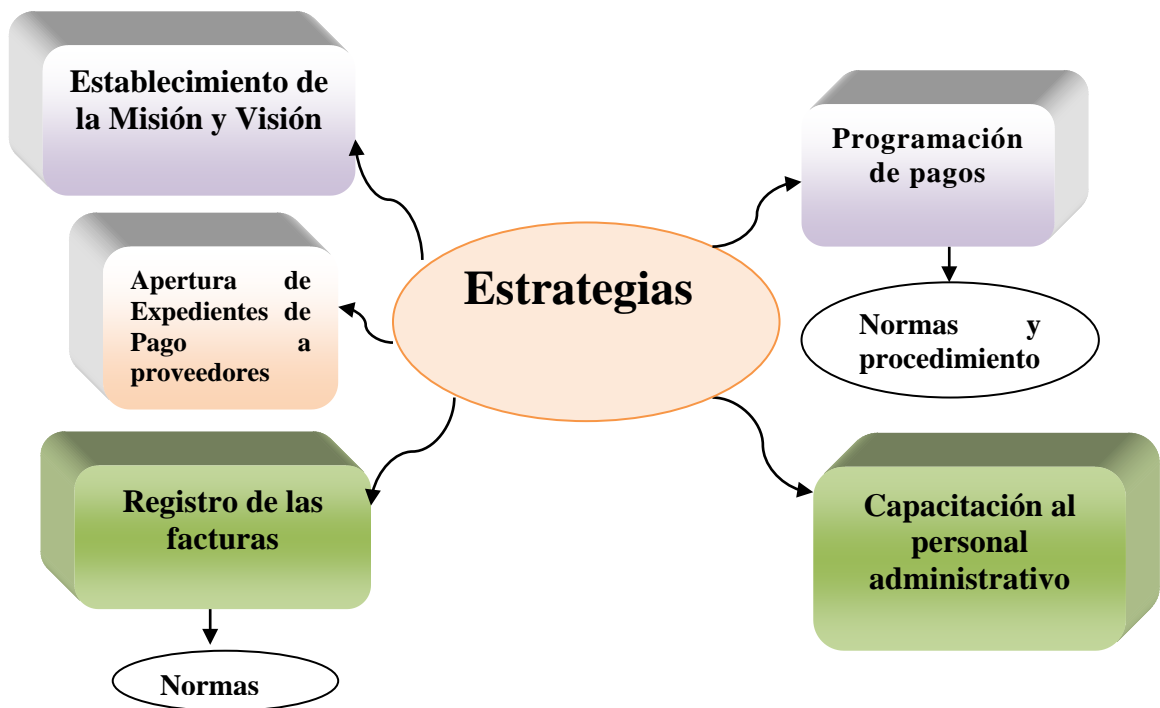 Establecimiento de
la Misión y Visión
Programación
de pagos
Apertura de
Expedientes de
Pago a
proveedores
Estrategias
Normas y
procedimiento
Registro de las
facturas
Capacitación al
personal
administrativo
Normas